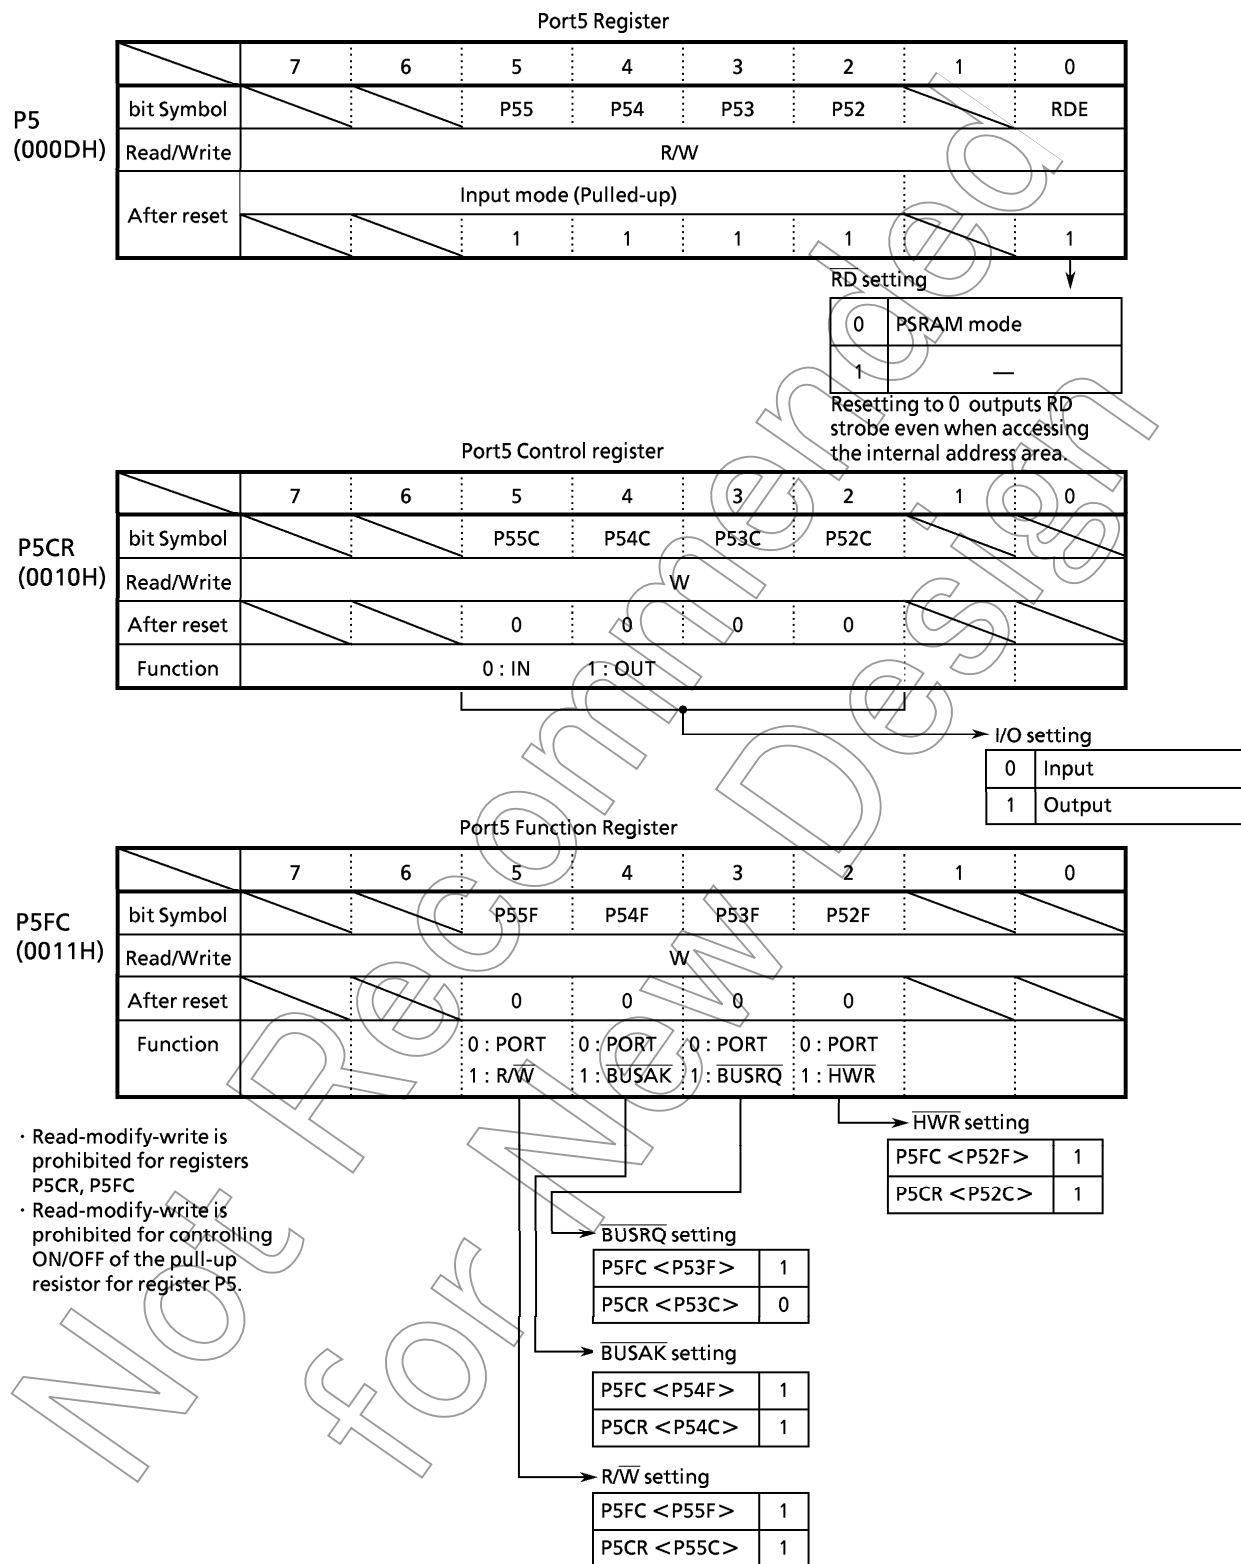 Port5 Register
P5
(000DH)
7 6 5 4 3 2 1 0
bit Symbol P55 P54 P53 P52 RDE
Read/Write R/W
After reset Input mode (Pulled-up)
1 1 1 1 1
R̅D̅ setting
0 PSRAM mode
1 —
Resetting to 0 outputs RD
strobe even when accessing
the internal address area.
Port5 Control register
P5CR
(0010H)
7 6 5 4 3 2 1 0
bit Symbol P55C P54C P53C P52C
Read/Write W
After reset 0 0 0 0
Function 0 : IN 1 : OUT
I/O setting
0 Input
1 Output
Port5 Function Register
P5FC
(0011H)
7 6 5 4 3 2 1 0
bit Symbol P55F P54F P53F P52F
Read/Write W
After reset 0 0 0 0
Function 0 : PORT 0 : PORT 0 : PORT 0 : PORT
1 : R/W̅ 1 : B̅U̅S̅A̅K̅ 1 : B̅U̅S̅R̅Q̅ 1 : H̅W̅R̅
· Read-modify-write is
prohibited for registers
P5CR, P5FC
· Read-modify-write is
prohibited for controlling
ON/OFF of the pull-up
resistor for register P5.
H̅W̅R̅ setting
P5FC <P52F> 1
P5CR <P52C> 1
B̅U̅S̅R̅Q̅ setting
P5FC <P53F> 1
P5CR <P53C> 0
B̅U̅S̅A̅K̅ setting
P5FC <P54F> 1
P5CR <P54C> 1
R/W̅ setting
P5FC <P55F> 1
P5CR <P55C> 1
Not Recommended
for New Design